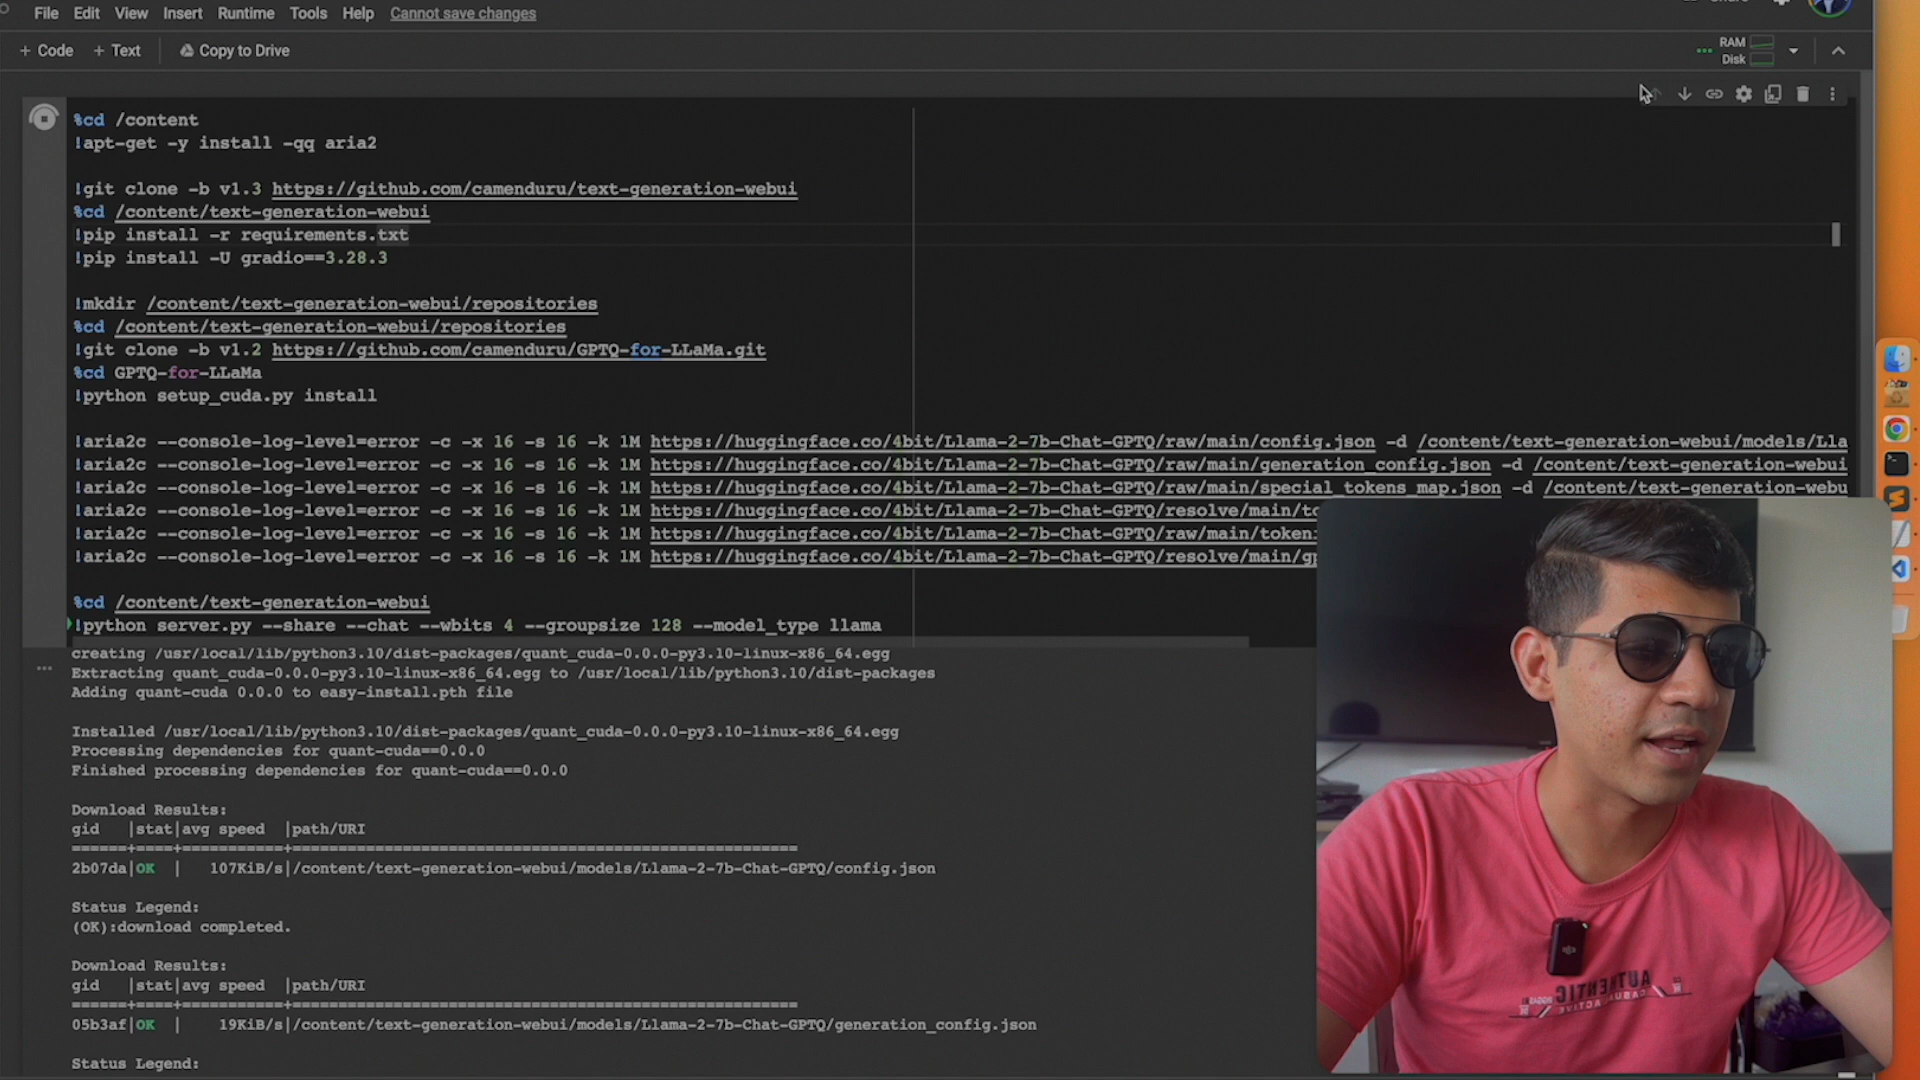 File Edit View Insert Runtime Tools Help Cannot save changes
+ Code + Text Copy to Drive
RAM
Disk
%cd /content
!apt-get -y install -qq aria2
!git clone -b v1.3 https://github.com/camenduru/text-generation-webui
%cd /content/text-generation-webui
!pip install -r requirements.txt
!pip install -U gradio==3.28.3
!mkdir /content/text-generation-webui/repositories
%cd /content/text-generation-webui/repositories
!git clone -b v1.2 https://github.com/camenduru/GPTQ-for-LLaMa.git
%cd GPTQ-for-LLaMa
!python setup_cuda.py install
!aria2c --console-log-level=error -c -x 16 -s 16 -k 1M https://huggingface.co/4bit/Llama-2-7b-Chat-GPTQ/raw/main/config.json -d /content/text-generation-webui/models/Lla
!aria2c --console-log-level=error -c -x 16 -s 16 -k 1M https://huggingface.co/4bit/Llama-2-7b-Chat-GPTQ/raw/main/generation_config.json -d /content/text-generation-webui
!aria2c --console-log-level=error -c -x 16 -s 16 -k 1M https://huggingface.co/4bit/Llama-2-7b-Chat-GPTQ/raw/main/special_tokens_map.json -d /content/text-generation-webu
!aria2c --console-log-level=error -c -x 16 -s 16 -k 1M https://huggingface.co/4bit/Llama-2-7b-Chat-GPTQ/resolve/main/to
!aria2c --console-log-level=error -c -x 16 -s 16 -k 1M https://huggingface.co/4bit/Llama-2-7b-Chat-GPTQ/raw/main/token
!aria2c --console-log-level=error -c -x 16 -s 16 -k 1M https://huggingface.co/4bit/Llama-2-7b-Chat-GPTQ/resolve/main/gp
%cd /content/text-generation-webui
!python server.py --share --chat --wbits 4 --groupsize 128 --model_type llama
creating /usr/local/lib/python3.10/dist-packages/quant_cuda-0.0.0-py3.10-linux-x86_64.egg
Extracting quant_cuda-0.0.0-py3.10-linux-x86_64.egg to /usr/local/lib/python3.10/dist-packages
Adding quant-cuda 0.0.0 to easy-install.pth file
Installed /usr/local/lib/python3.10/dist-packages/quant_cuda-0.0.0-py3.10-linux-x86_64.egg
Processing dependencies for quant-cuda==0.0.0
Finished processing dependencies for quant-cuda==0.0.0
Download Results:
gid |stat|avg speed |path/URI
======+====+===========+=======================================================
2b07da|OK | 107KiB/s|/content/text-generation-webui/models/Llama-2-7b-Chat-GPTQ/config.json
Status Legend:
(OK):download completed.
Download Results:
gid |stat|avg speed |path/URI
======+====+===========+=======================================================
05b3af|OK | 19KiB/s|/content/text-generation-webui/models/Llama-2-7b-Chat-GPTQ/generation_config.json
Status Legend:
AUTHENTIC